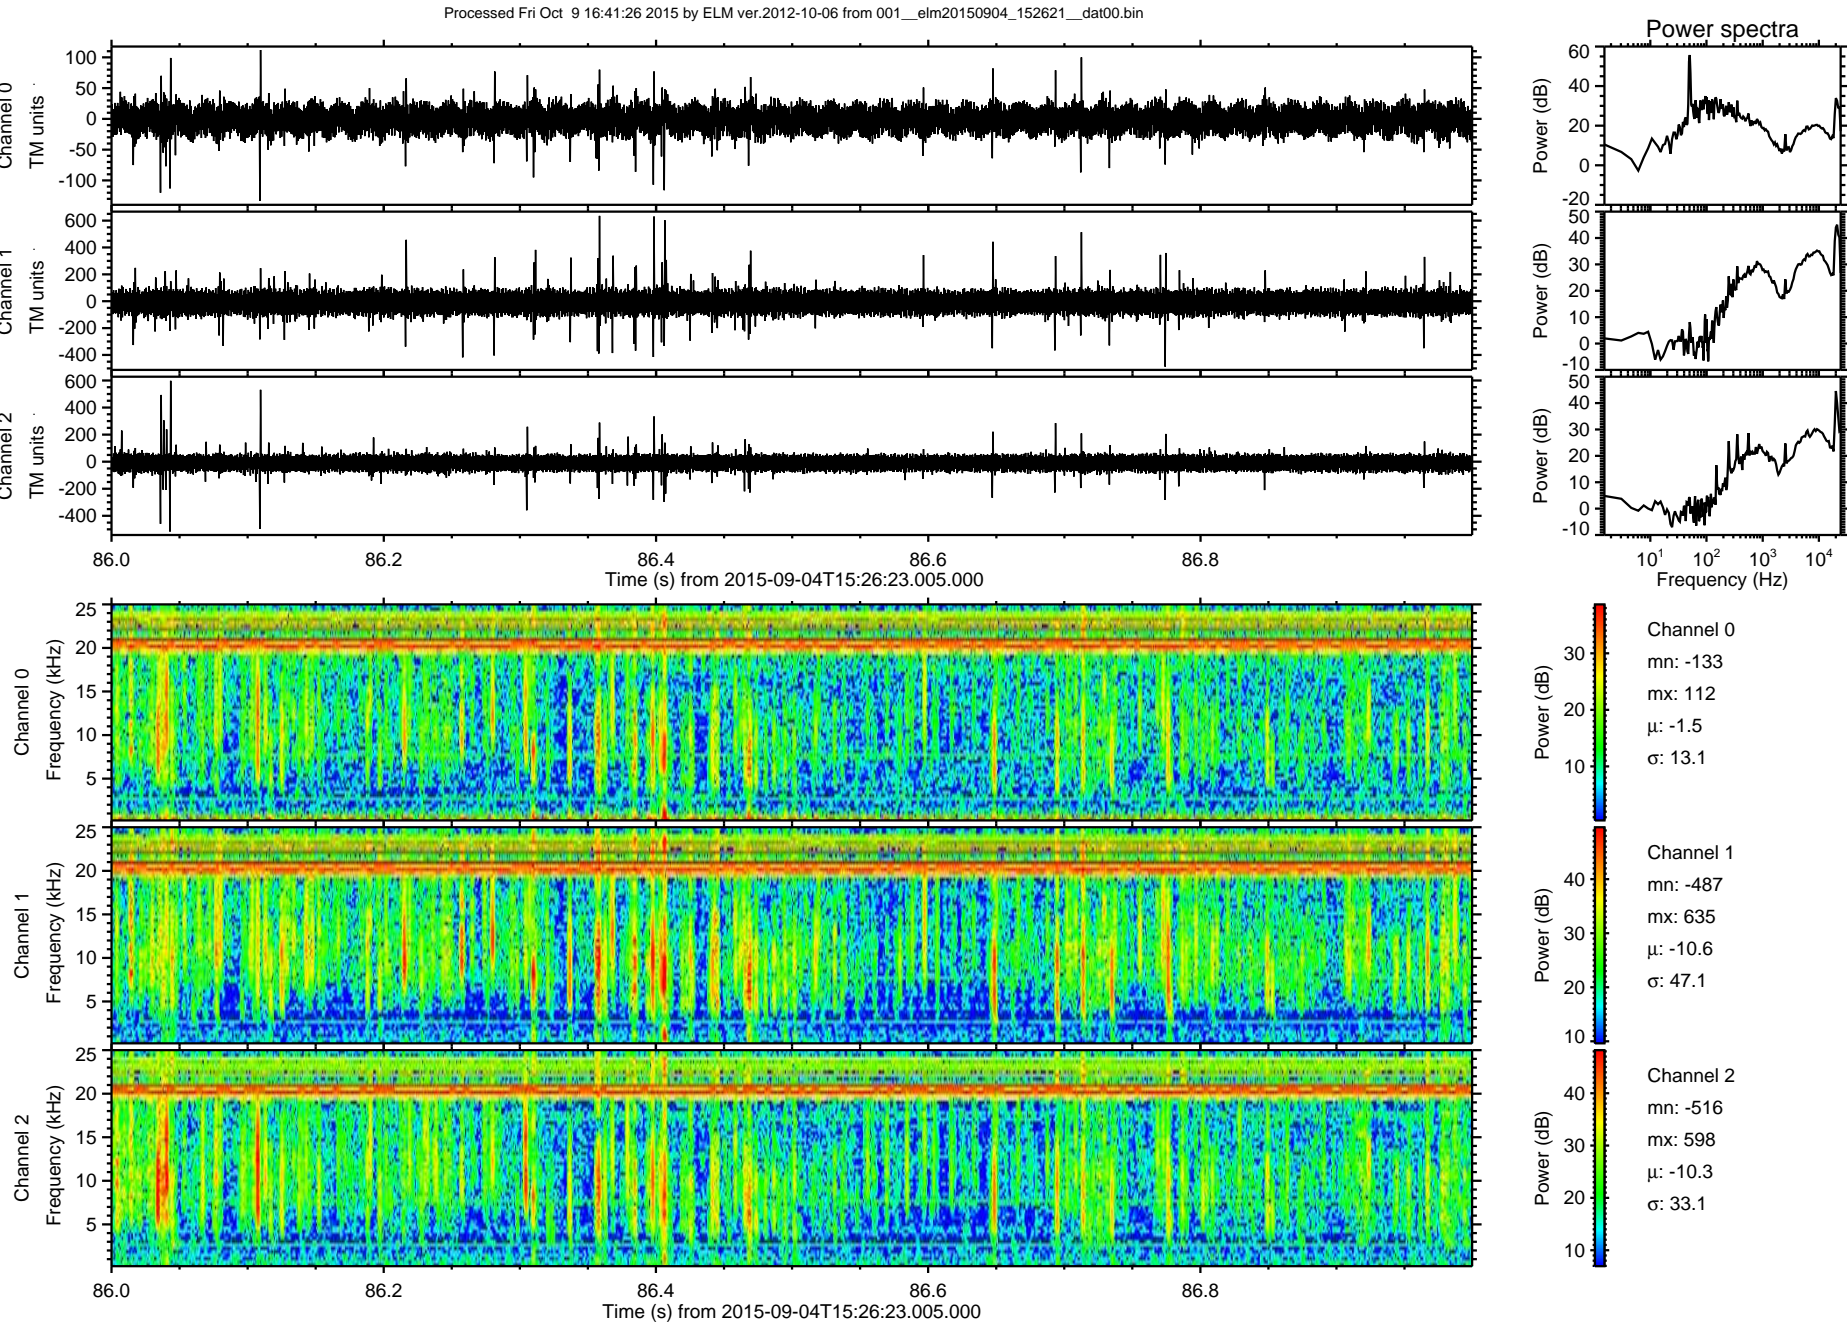 Processed Fri Oct  9 16:41:26 2015 by ELM ver.2012-10-06 from 001__elm20150904_152621__dat00.bin
Power spectra
Channel 0
TM units
100
50
0
-50
-100
Power (dB)
60
40
20
0
-20
Channel 1
TM units
600
400
200
0
-200
-400
Power (dB)
50
40
30
20
10
0
-10
Channel 2
TM units
600
400
200
0
-200
-400
Power (dB)
50
40
30
20
10
0
-10
86.0 86.2 86.4 86.6 86.8
Time (s) from 2015-09-04T15:26:23.005.000
10^1 10^2 10^3 10^4
Frequency (Hz)
Channel 0
Frequency (kHz)
25
20
15
10
5
Power (dB)
30
20
10
Channel 0
mn: -133
mx: 112
μ: -1.5
σ: 13.1
Channel 1
Frequency (kHz)
25
20
15
10
5
Power (dB)
40
30
20
10
Channel 1
mn: -487
mx: 635
μ: -10.6
σ: 47.1
Channel 2
Frequency (kHz)
25
20
15
10
5
Power (dB)
40
30
20
10
Channel 2
mn: -516
mx: 598
μ: -10.3
σ: 33.1
86.0 86.2 86.4 86.6 86.8
Time (s) from 2015-09-04T15:26:23.005.000